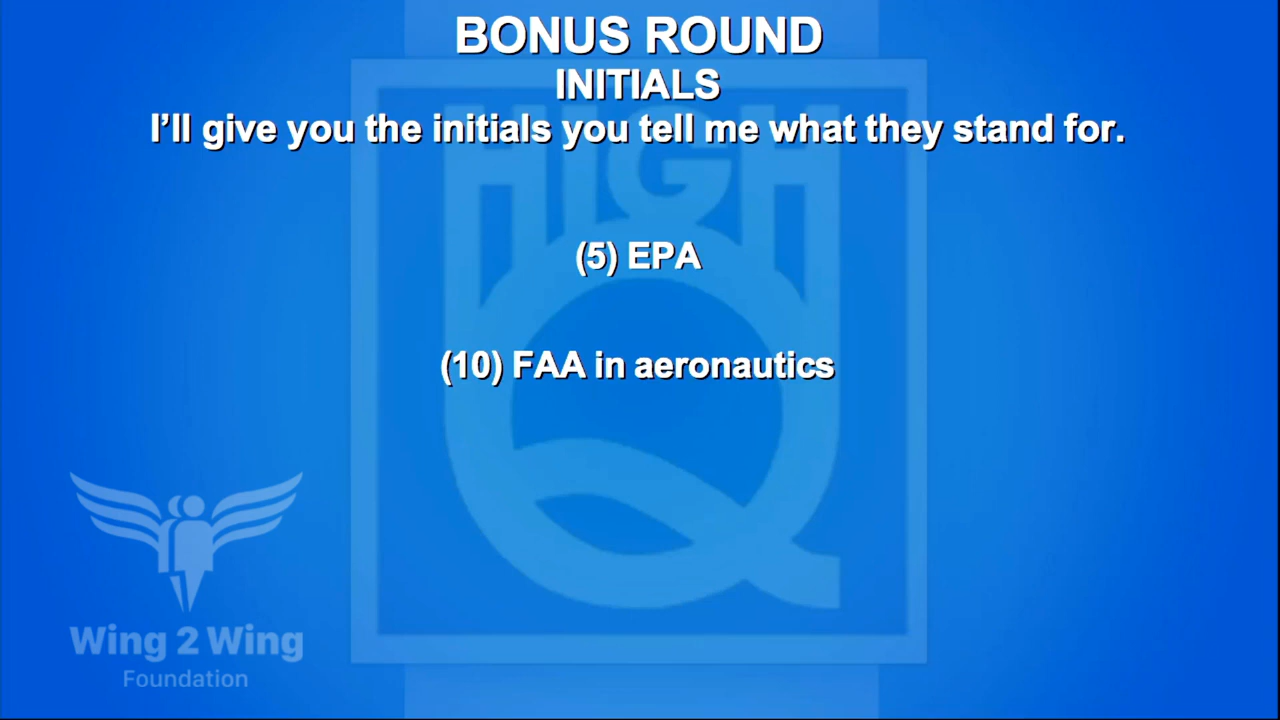 BONUS ROUND
INITIALS
I'll give you the initials you tell me what they stand for.
(5) EPA
(10) FAA in aeronautics
HIGH
Q
Wing 2 Wing
Foundation